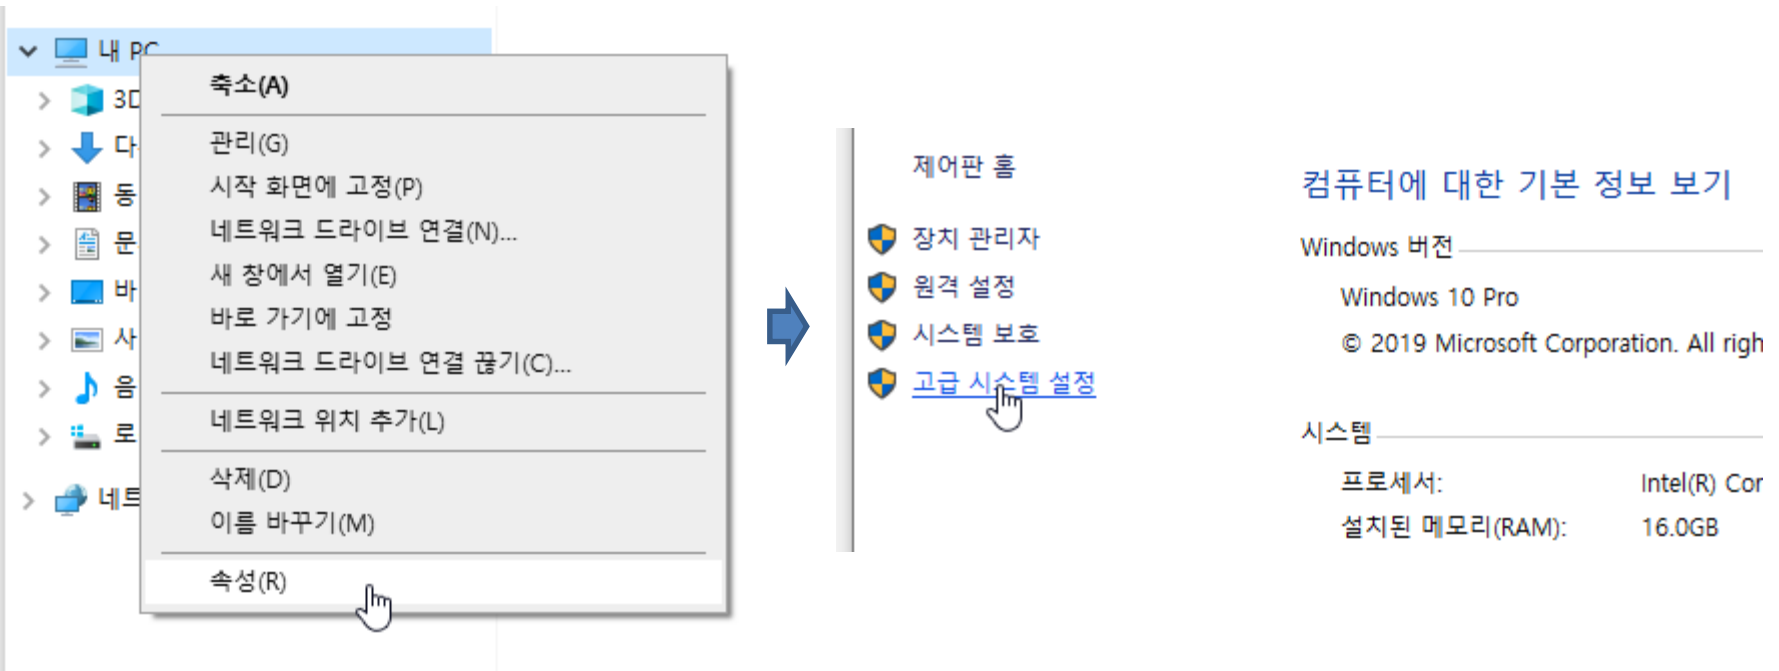 내 PC
3D
다
동
문
바
사
음
로
네트
축소(A)
관리(G)
시작 화면에 고정(P)
네트워크 드라이브 연결(N)...
새 창에서 열기(E)
바로 가기에 고정
네트워크 드라이브 연결 끊기(C)...
네트워크 위치 추가(L)
삭제(D)
이름 바꾸기(M)
속성(R)
제어판 홈
장치 관리자
원격 설정
시스템 보호
고급 시스템 설정
컴퓨터에 대한 기본 정보 보기
Windows 버전
Windows 10 Pro
© 2019 Microsoft Corporation. All righ
시스템
프로세서: Intel(R) Cor
설치된 메모리(RAM): 16.0GB